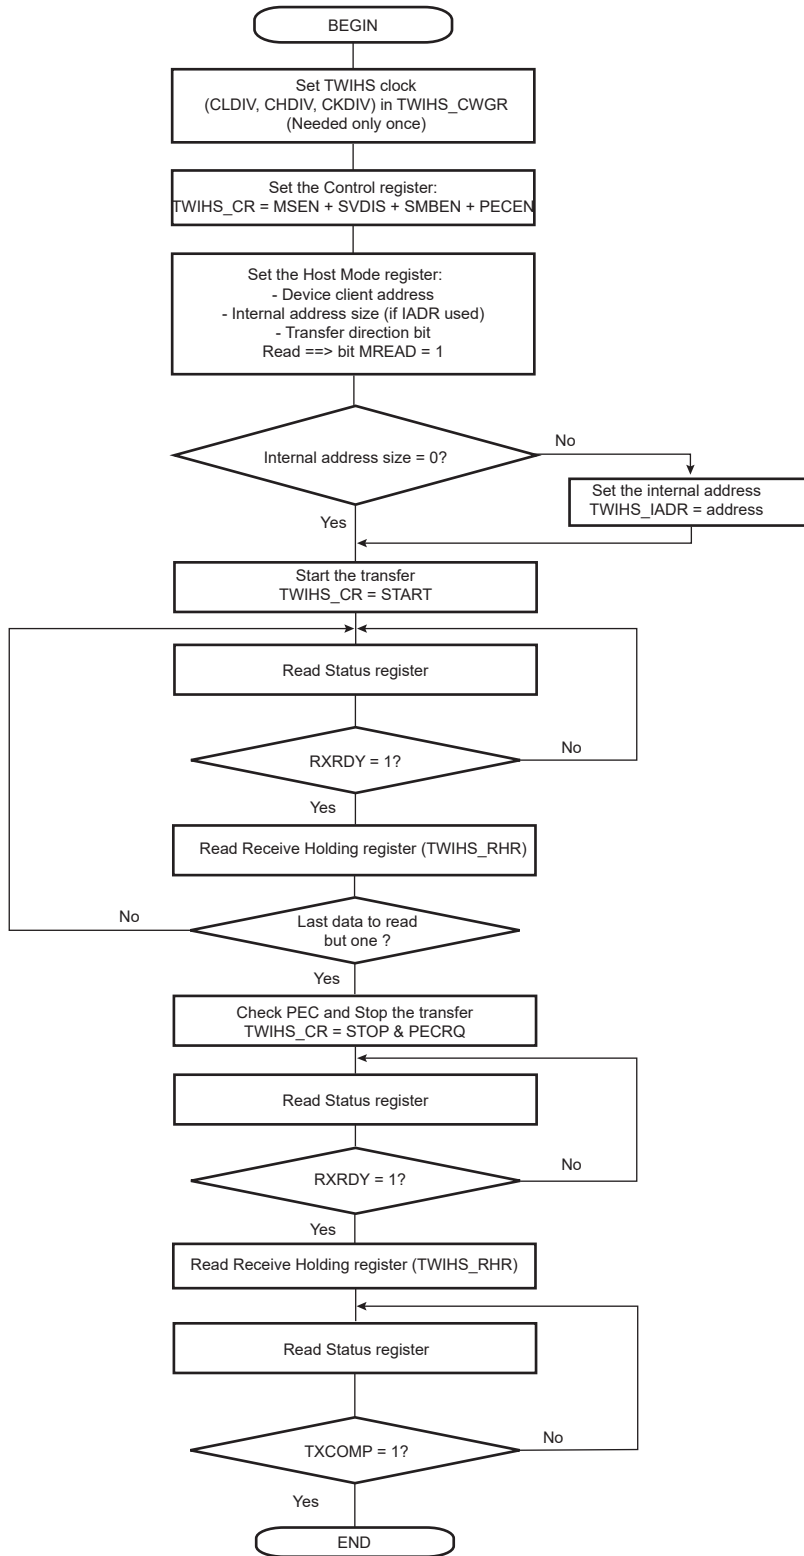 BEGIN
Set TWIHS clock
(CLDIV, CHDIV, CKDIV) in TWIHS_CWGR
(Needed only once)
Set the Control register:
TWIHS_CR = MSEN + SVDIS + SMBEN + PECEN
Set the Host Mode register:
- Device client address
- Internal address size (if IADR used)
- Transfer direction bit
Read ==> bit MREAD = 1
Internal address size = 0?
No
Set the internal address
TWIHS_IADR = address
Yes
Start the transfer
TWIHS_CR = START
Read Status register
RXRDY = 1?
No
Yes
Read Receive Holding register (TWIHS_RHR)
Last data to read
but one ?
No
Yes
Check PEC and Stop the transfer
TWIHS_CR = STOP & PECRQ
Read Status register
RXRDY = 1?
No
Yes
Read Receive Holding register (TWIHS_RHR)
Read Status register
TXCOMP = 1?
No
Yes
END